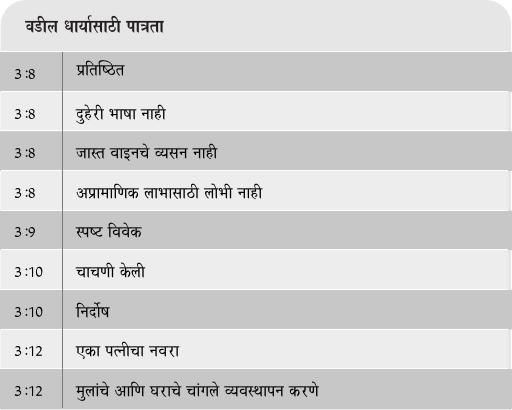 वडील धार्यासाठी पात्रता
3:8 प्रतिष्ठित
3:8 दुहेरी भाषा नाही
3:8 जास्त वाइनचे व्यसन नाही
3:8 अप्रामाणिक लाभासाठी लोभी नाही
3:9 स्पष्ट विवेक
3:10 चाचणी केली
3:10 निर्दोष
3:12 एका पत्नीचा नवरा
3:12 मुलांचे आणि घराचे चांगले व्यवस्थापन करणे